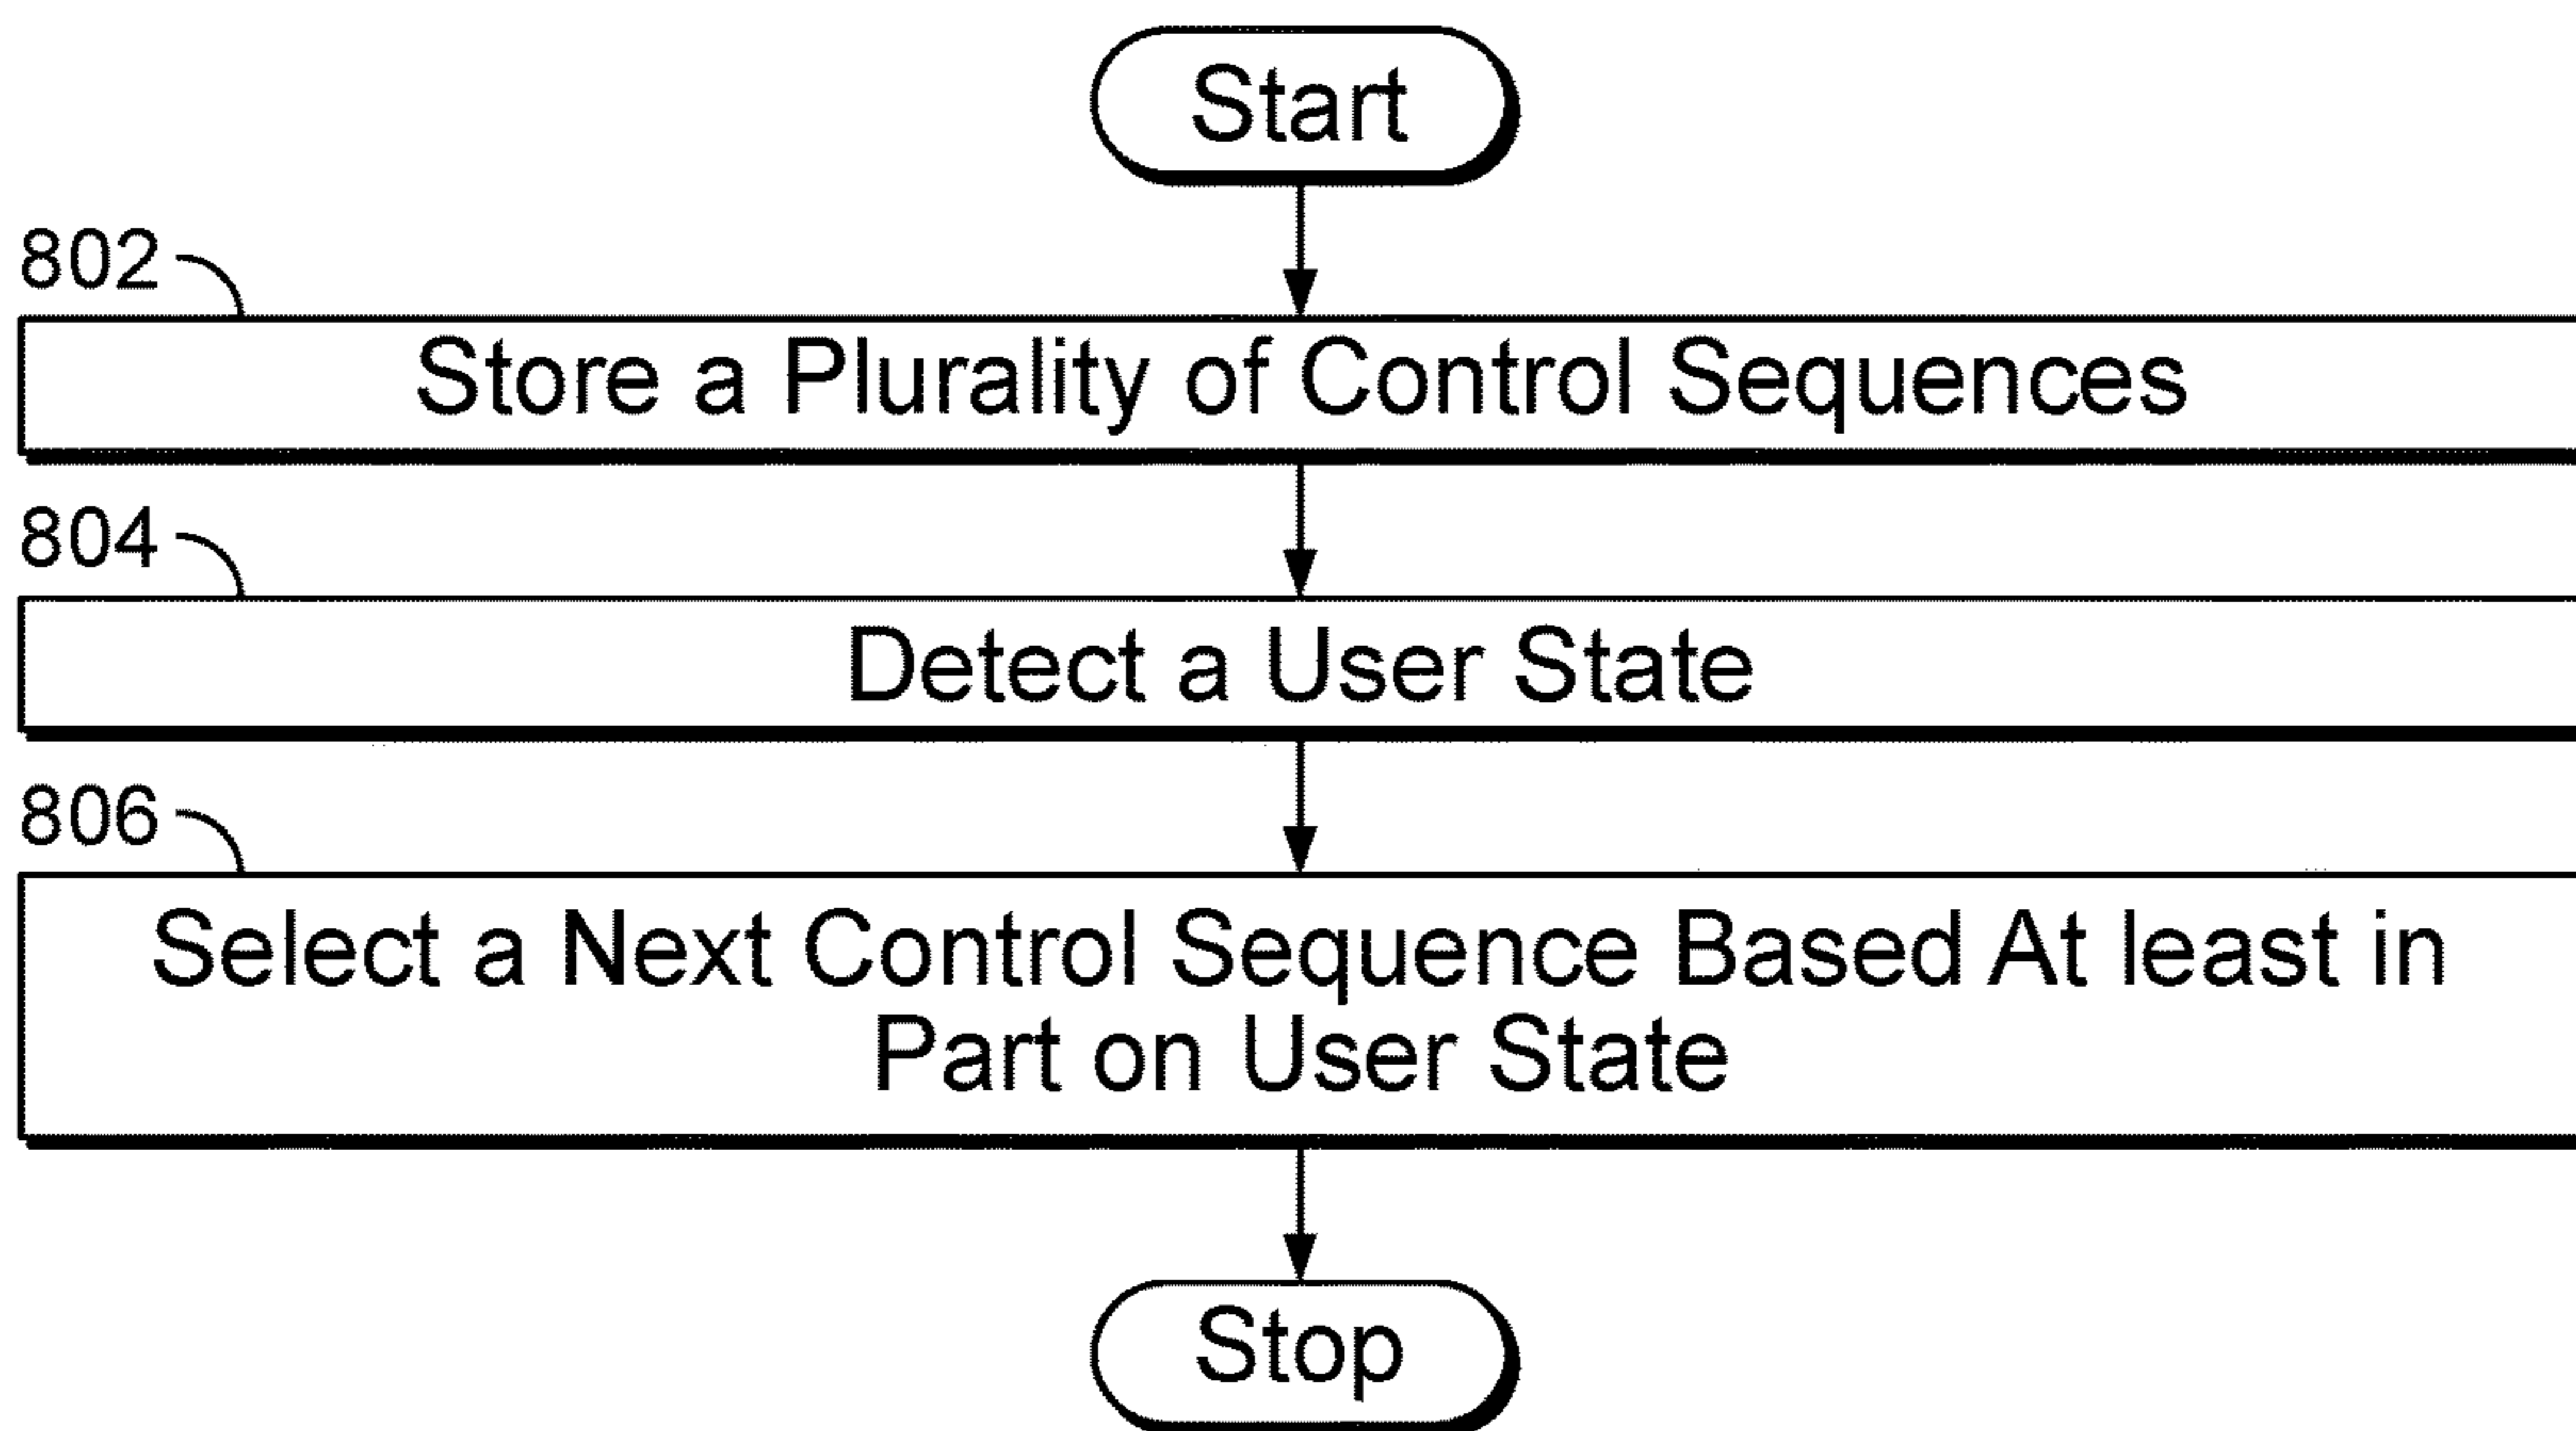 Start
802
Store a Plurality of Control Sequences
804
Detect a User State
806
Select a Next Control Sequence Based At least in
Part on User State
Stop